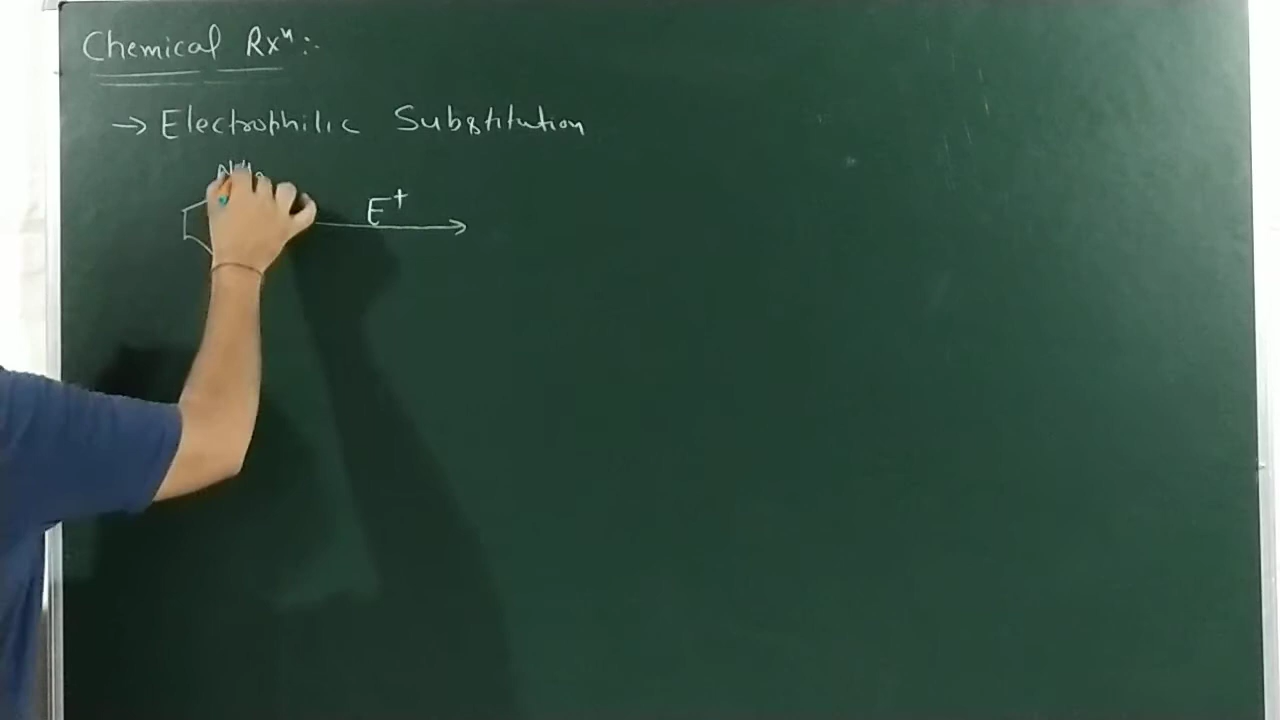 Chemical Rxⁿ :-
→ Electrophilic Substitution
E⁺